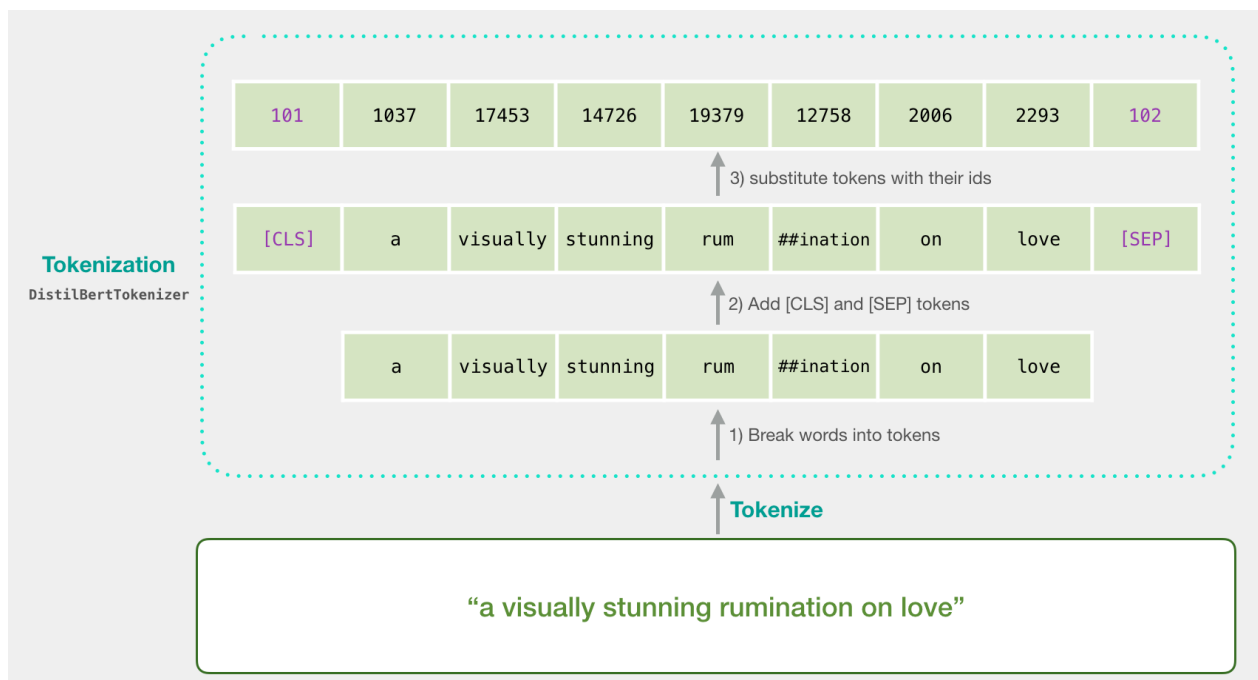 101 1037 17453 14726 19379 12758 2006 2293 102
3) substitute tokens with their ids
[CLS] a visually stunning rum ##ination on love [SEP]
Tokenization
DistilBertTokenizer
2) Add [CLS] and [SEP] tokens
a visually stunning rum ##ination on love
1) Break words into tokens
Tokenize
“a visually stunning rumination on love”